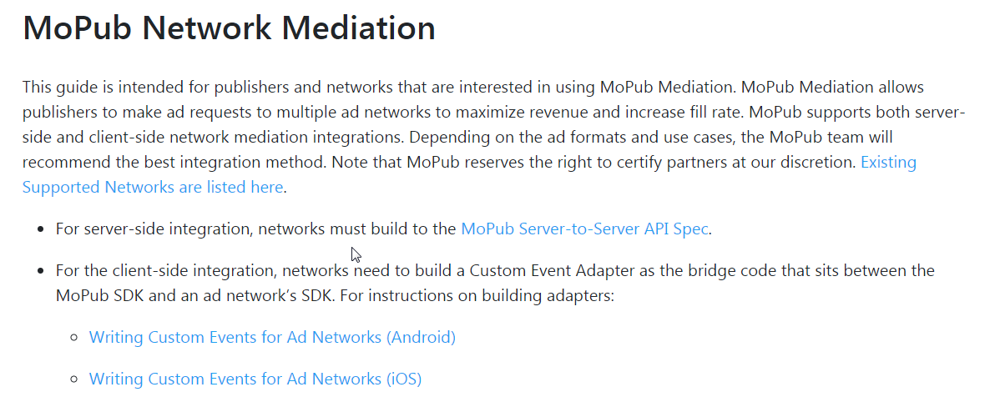 MoPub Network Mediation
This guide is intended for publishers and networks that are interested in using MoPub Mediation. MoPub Mediation allows
publishers to make ad requests to multiple ad networks to maximize revenue and increase fill rate. MoPub supports both server-
side and client-side network mediation integrations. Depending on the ad formats and use cases, the MoPub team will
recommend the best integration method. Note that MoPub reserves the right to certify partners at our discretion. Existing
Supported Networks are listed here.
• For server-side integration, networks must build to the MoPub Server-to-Server API Spec.
• For the client-side integration, networks need to build a Custom Event Adapter as the bridge code that sits between the
MoPub SDK and an ad network’s SDK. For instructions on building adapters:
◦ Writing Custom Events for Ad Networks (Android)
◦ Writing Custom Events for Ad Networks (iOS)